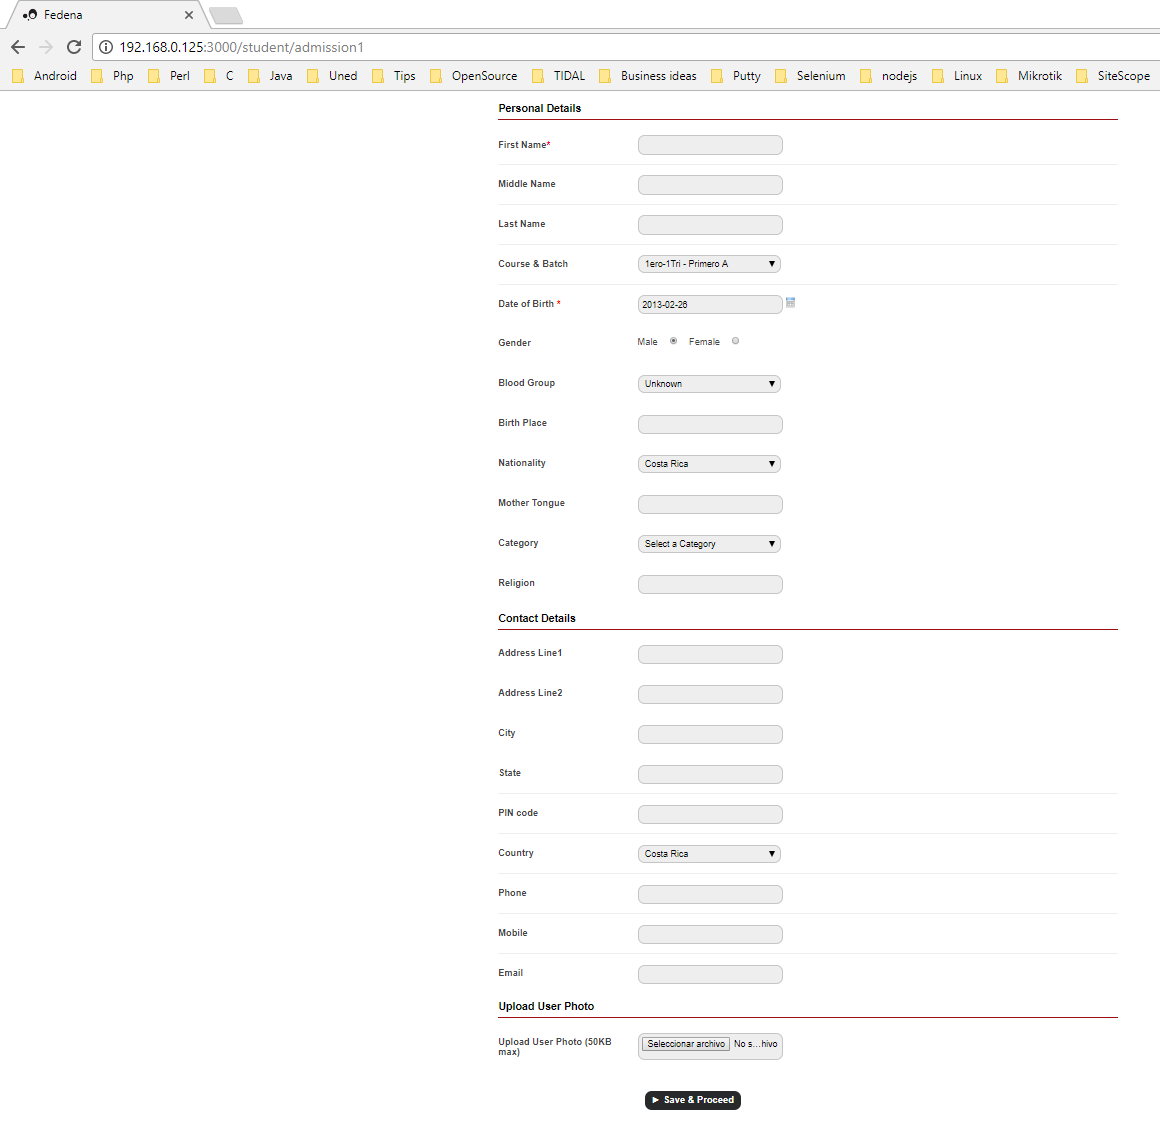 Fedena
192.168.0.125:3000/student/admission1
Android Php Perl C Java Uned Tips OpenSource TIDAL Business ideas Putty Selenium nodejs Linux Mikrotik SiteScope
Personal Details
First Name*
Middle Name
Last Name
Course & Batch 1ero-1Tri - Primero A
Date of Birth * 2013-02-26
Gender Male Female
Blood Group Unknown
Birth Place
Nationality Costa Rica
Mother Tongue
Category Select a Category
Religion
Contact Details
Address Line1
Address Line2
City
State
PIN code
Country Costa Rica
Phone
Mobile
Email
Upload User Photo
Upload User Photo (50KB
max)
Seleccionar archivo No s...hivo
Save & Proceed